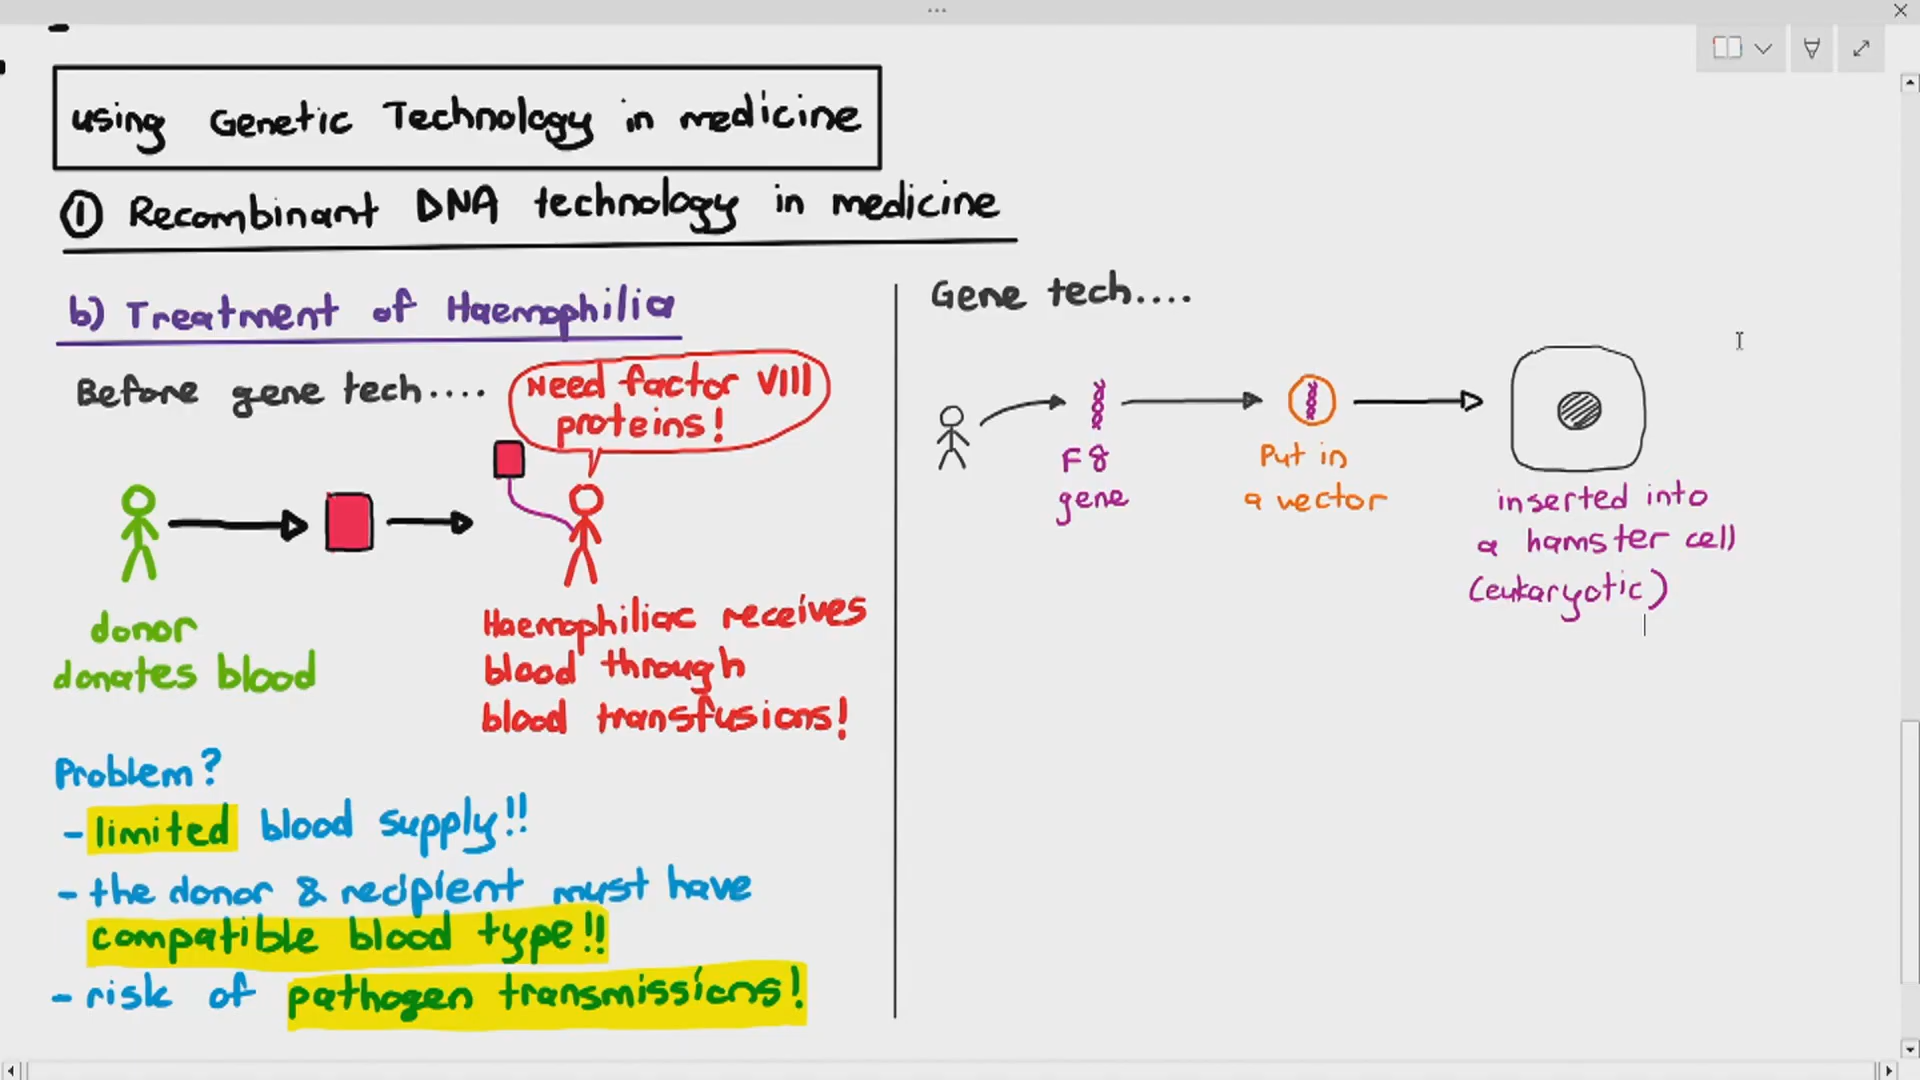 using Genetic Technology in medicine
① Recombinant DNA technology in medicine
b) Treatment of Haemophilia
Before gene tech....
Need factor VIII
proteins!
donor
donates blood
Haemophiliac receives
blood through
blood transfusions!
Problem?
- limited blood supply!!
- the donor & recipient must have
compatible blood type!!
- risk of pathogen transmissions!
Gene tech....
F8
gene
Put in
a vector
inserted into
a hamster cell
(eukaryotic)